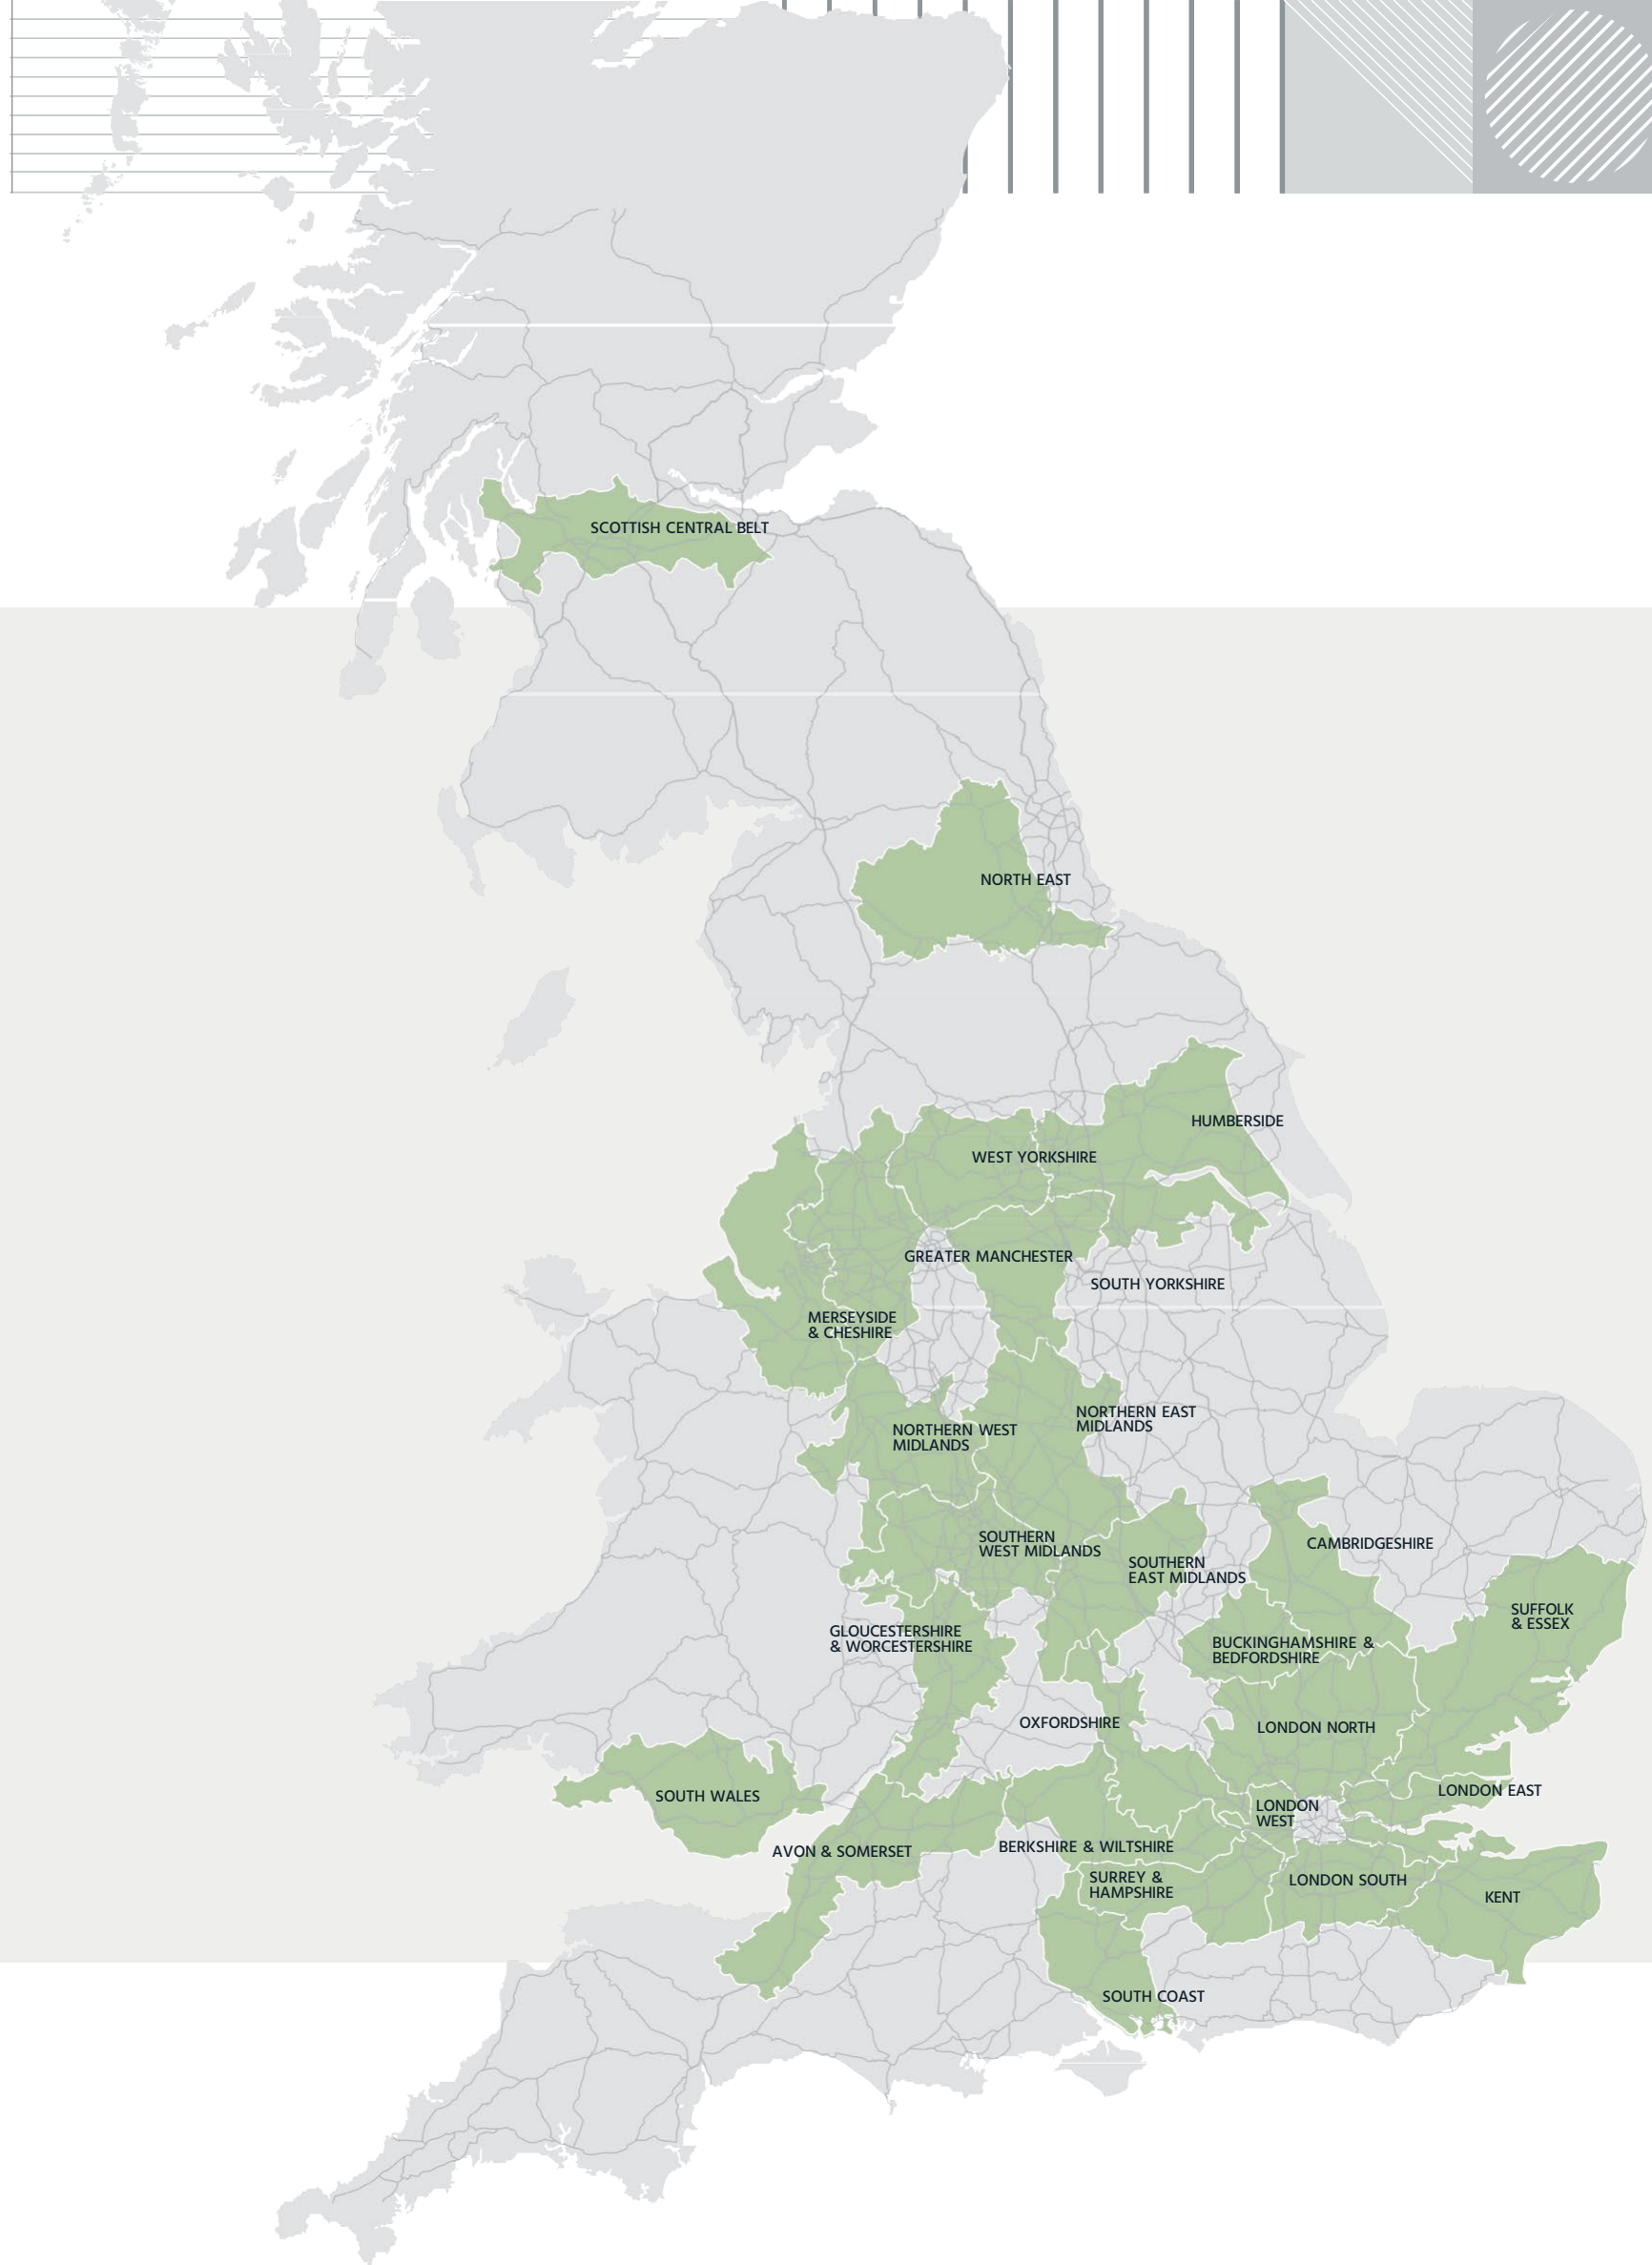 SCOTTISH CENTRAL BELT
NORTH EAST
HUMBERSIDE
WEST YORKSHIRE
GREATER MANCHESTER
SOUTH YORKSHIRE
MERSEYSIDE
& CHESHIRE
NORTHERN EAST
MIDLANDS
NORTHERN WEST
MIDLANDS
SOUTHERN
WEST MIDLANDS
CAMBRIDGESHIRE
SOUTHERN
EAST MIDLANDS
SUFFOLK
& ESSEX
GLOUCESTERSHIRE
& WORCESTERSHIRE
BUCKINGHAMSHIRE &
BEDFORDSHIRE
OXFORDSHIRE
LONDON NORTH
LONDON EAST
SOUTH WALES
LONDON
WEST
BERKSHIRE & WILTSHIRE
AVON & SOMERSET
SURREY &
HAMPSHIRE
LONDON SOUTH
KENT
SOUTH COAST